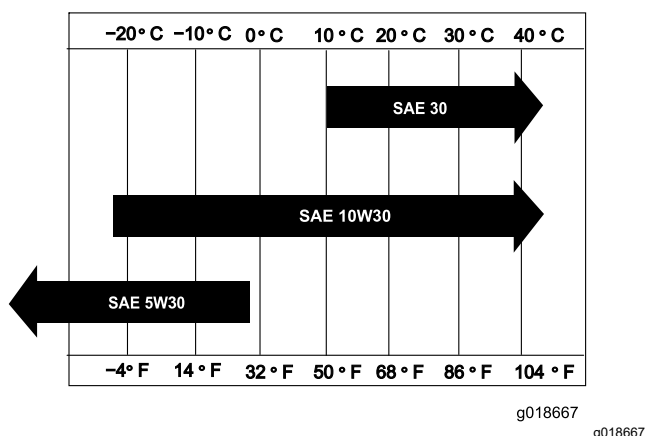 −20° C −10° C 0° C 10° C 20° C 30° C 40° C
SAE 30
SAE 10W30
SAE 5W30
−4° F 14° F 32° F 50° F 68° F 86° F 104 °F
g018667
g018667